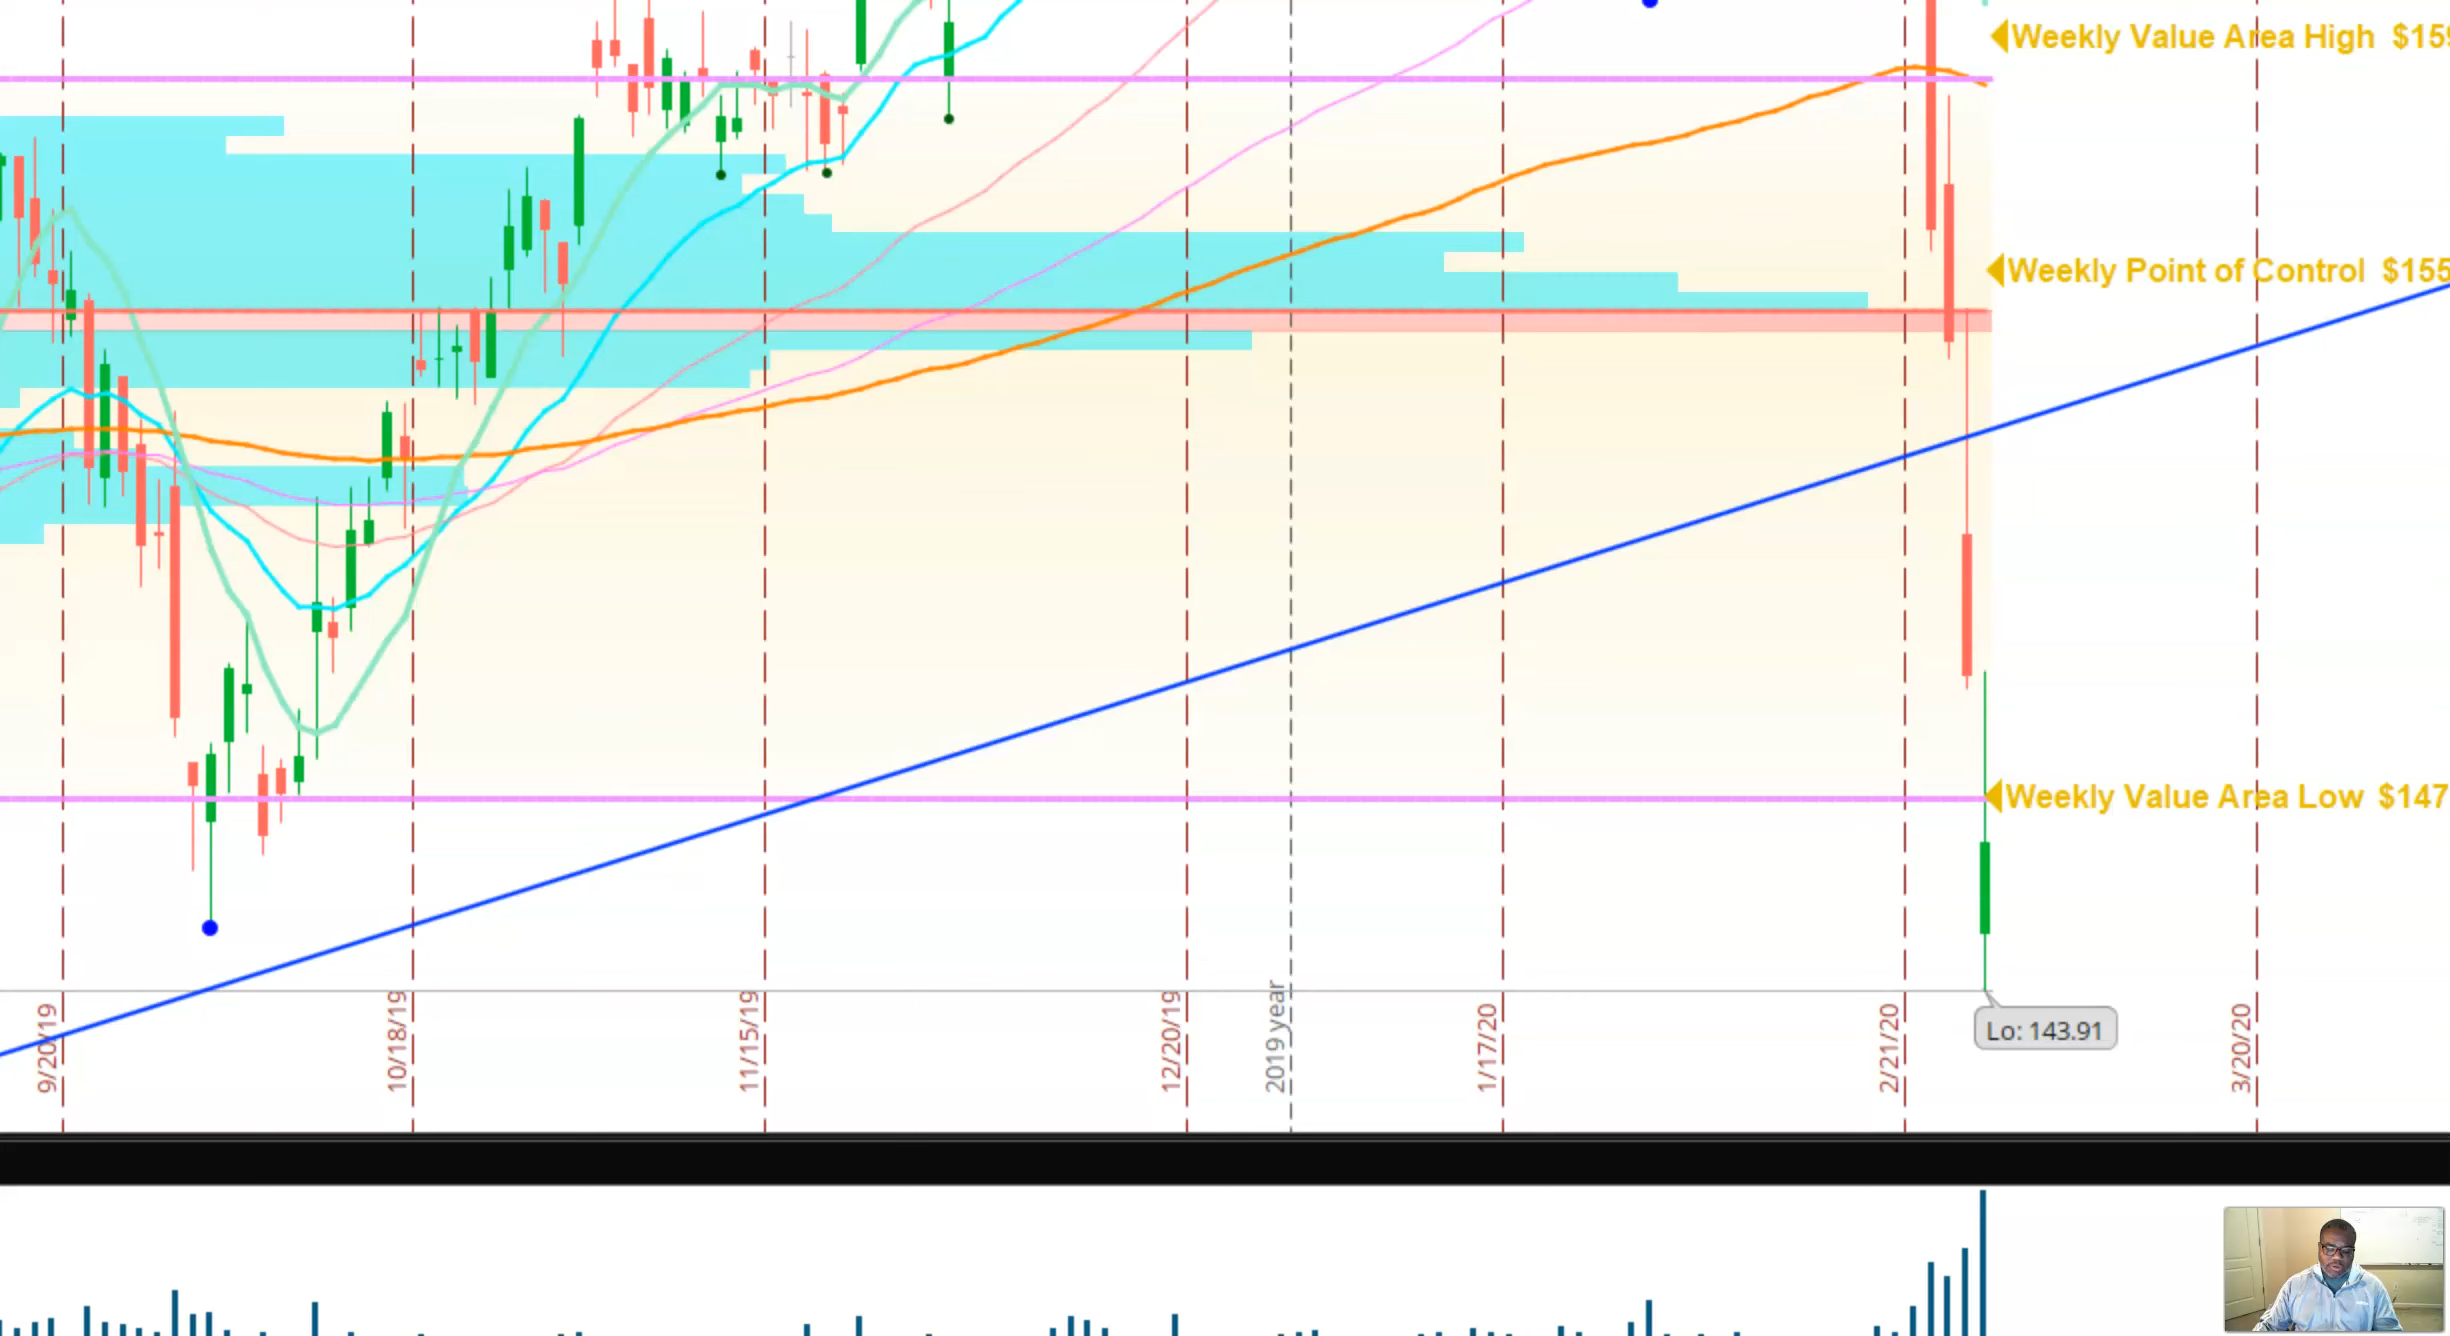 Weekly Value Area High $159
Weekly Point of Control $155
Weekly Value Area Low $147
9/20/19
10/18/19
11/15/19
12/20/19
2019 year
1/17/20
2/21/20
3/20/20
Lo: 143.91